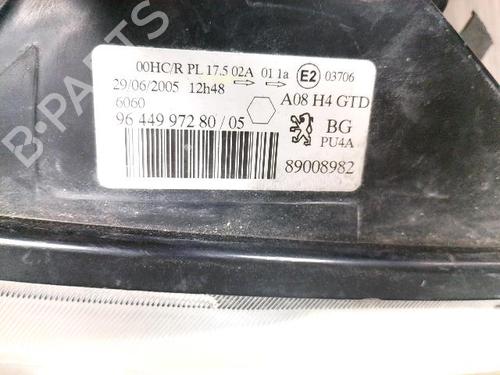 00HC/R PL 17.5 02A 01 1a E2 03706
29/06/2005 12h48 A08 H4 GTD
6060
96 449 972 80 / 05 BG
PU4A
89008982
B-PARTS